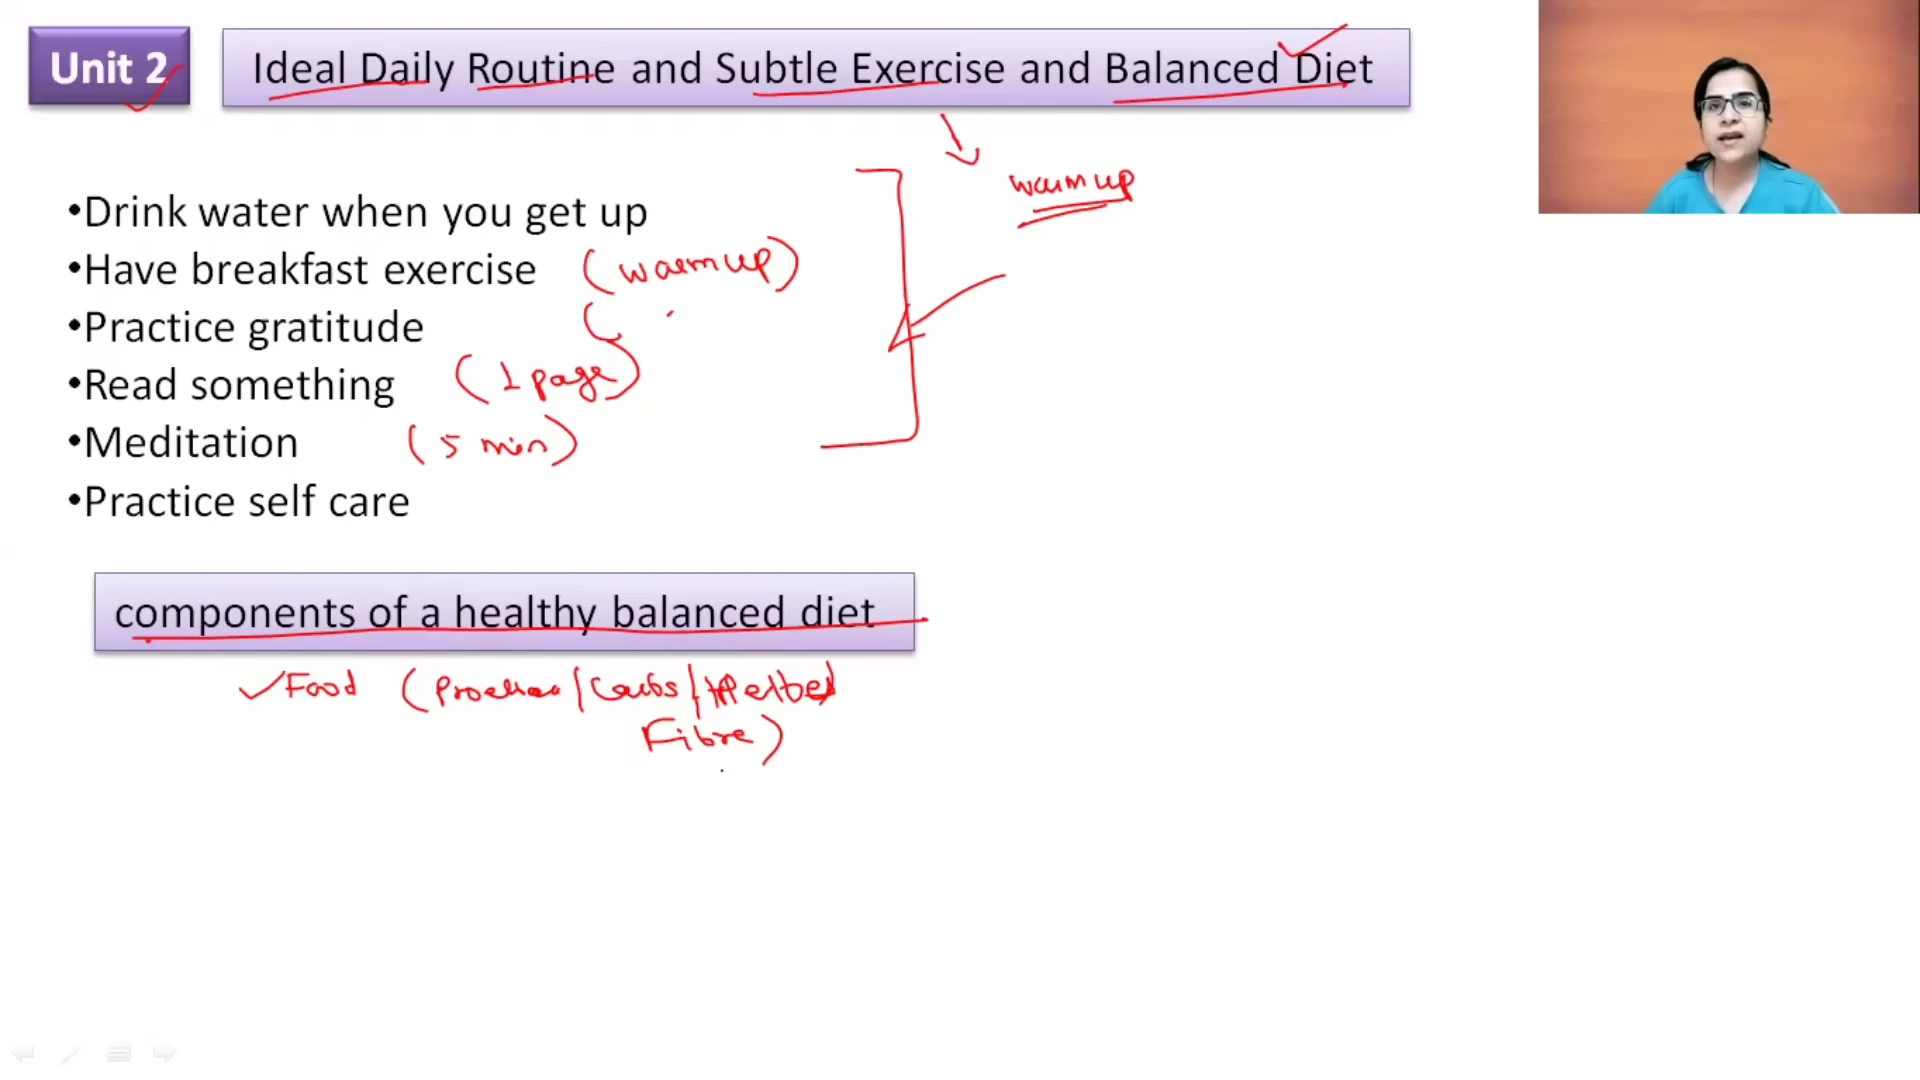 Unit 2
Ideal Daily Routine and Subtle Exercise and Balanced Diet
warm up
•Drink water when you get up
•Have breakfast exercise (warm up)
•Practice gratitude (
•Read something (1 page)
•Meditation (5 min)
•Practice self care
components of a healthy balanced diet
✓Food ( / Carbs /
Fibre)